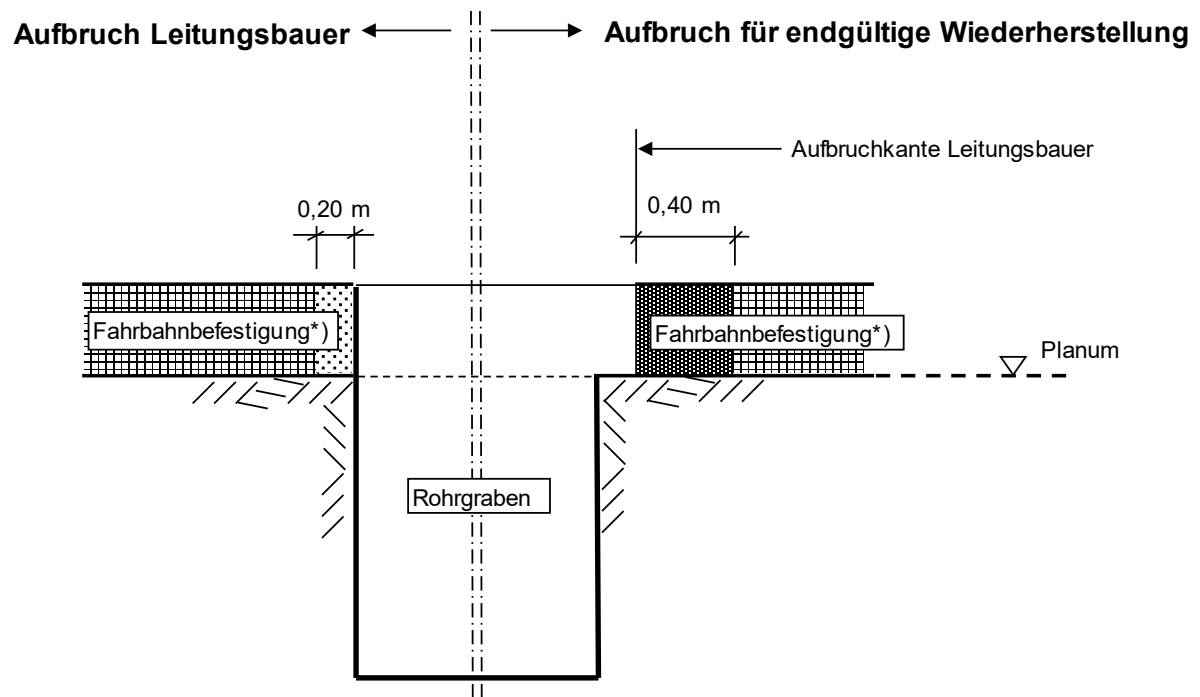 Aufbruch Leitungsbauer
Aufbruch für endgültige Wiederherstellung
Aufbruchkante Leitungsbauer
0,20 m
0,40 m
Fahrbahnbefestigung*)
Fahrbahnbefestigung*)
Planum
Rohrgraben